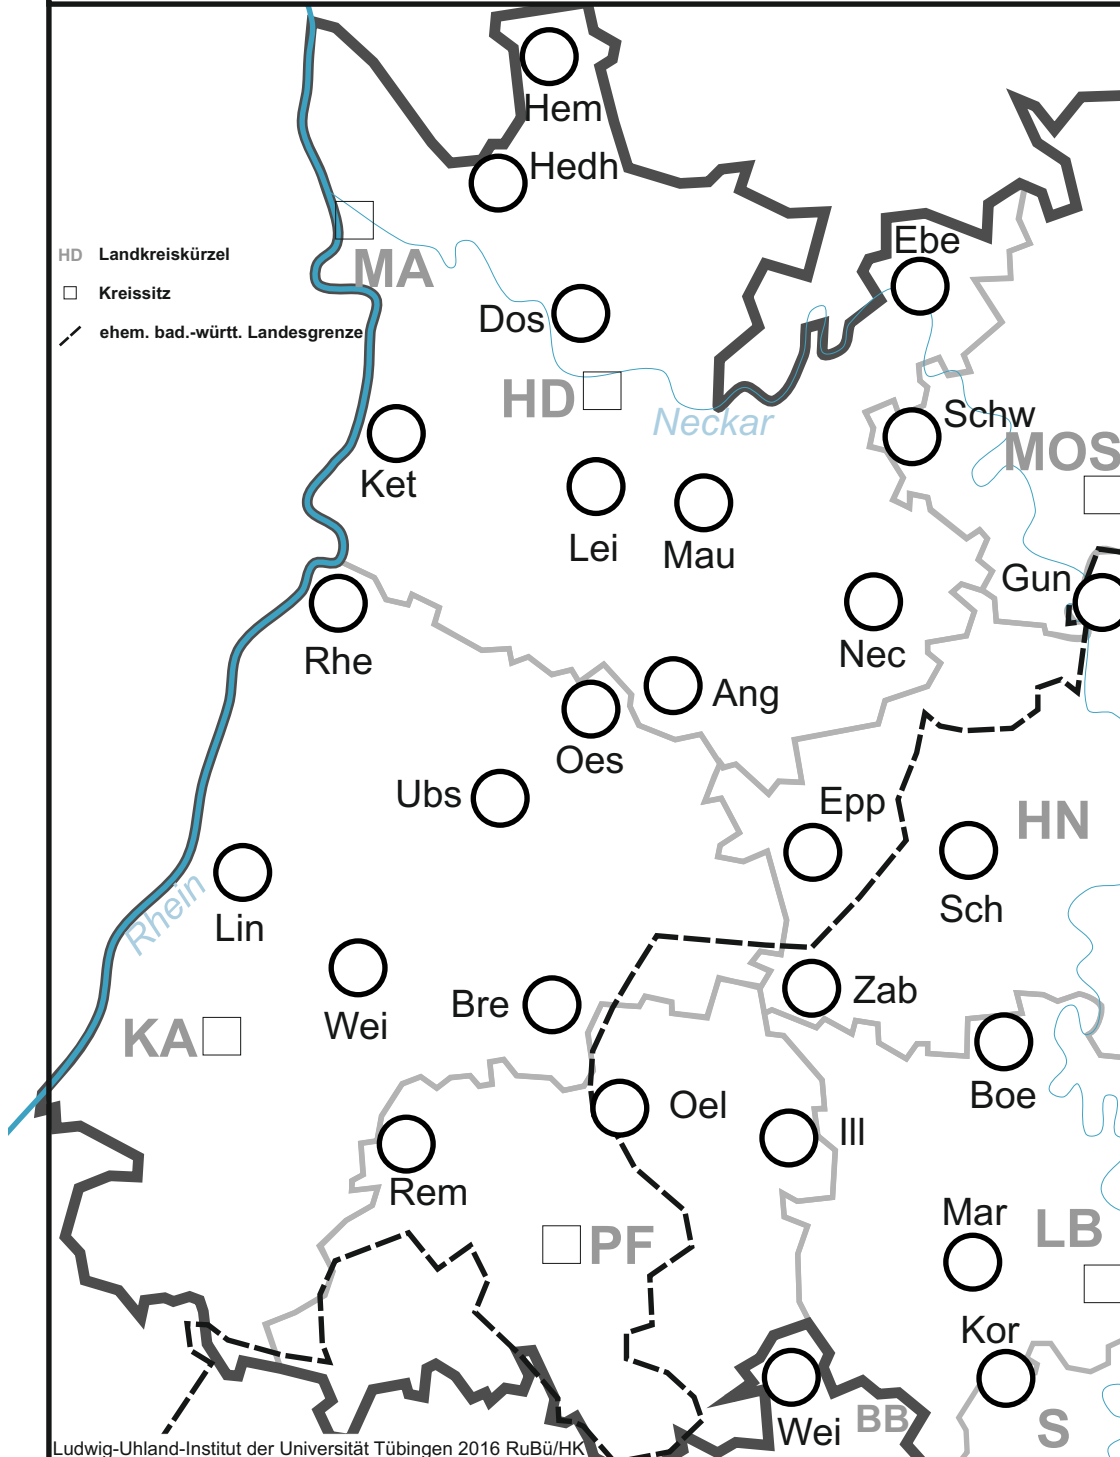 Hem
Hedh
Ebe
HD Landkreiskürzel
MA
Kreissitz
Dos
ehem. bad.-württ. Landesgrenze
HD
Neckar
Schw
MOS
Ket
Lei
Mau
Gun
Rhe
Nec
Ang
Oes
Ubs
Epp
HN
Rhein
Lin
Sch
Wei
Bre
Zab
KA
Boe
Oel
Ill
Rem
Mar
LB
PF
Kor
Wei
BB
S
Ludwig-Uhland-Institut der Universität Tübingen 2016 RuBü/HK